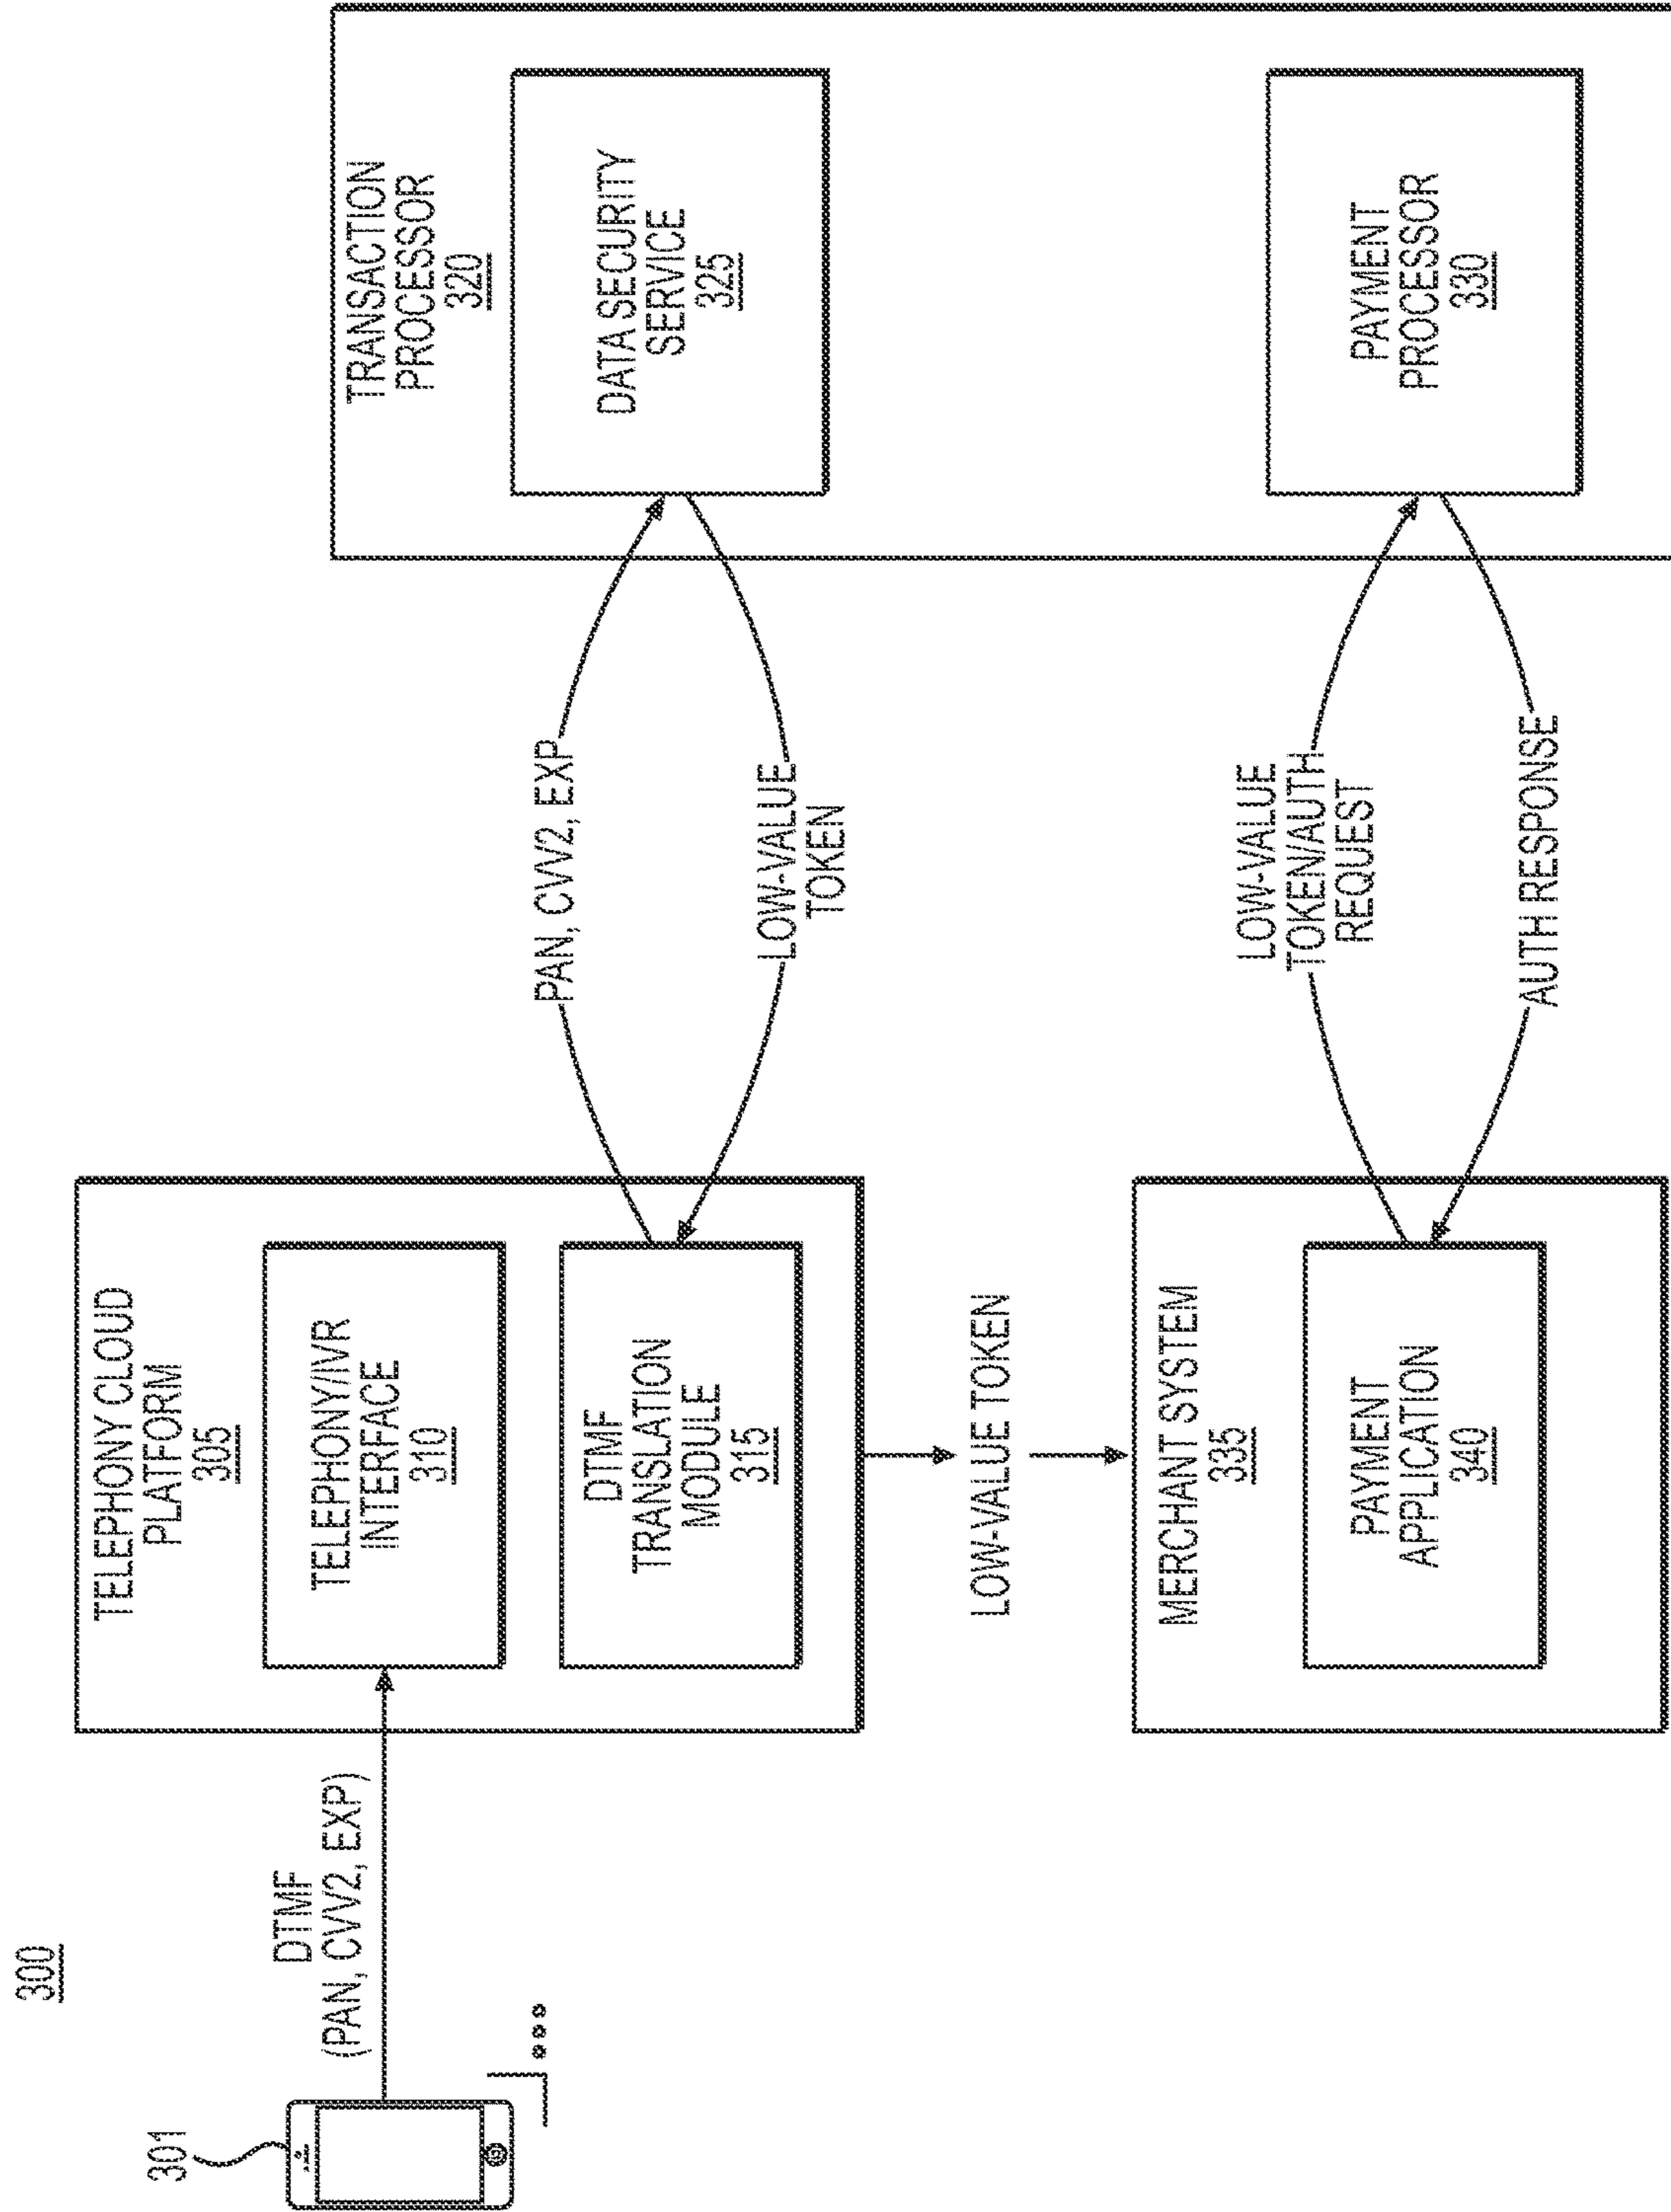 300
301
DTMF
(PAN, CVV2, EXP)
TELEPHONY CLOUD
PLATFORM
305
TELEPHONY/IVR
INTERFACE
310
DTMF
TRANSLATION
MODULE
315
PAN, CVV2, EXP
LOW-VALUE
TOKEN
TRANSACTION
PROCESSOR
320
DATA SECURITY
SERVICE
325
LOW-VALUE TOKEN
MERCHANT SYSTEM
335
PAYMENT
APPLICATION
340
LOW-VALUE
TOKEN/AUTH
REQUEST
AUTH RESPONSE
PAYMENT
PROCESSOR
330